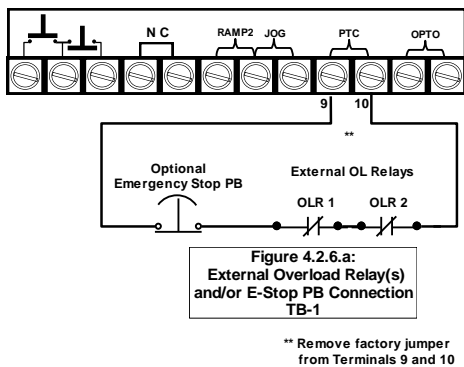 N C
RAMP2 JOG PTC OPTO
9 10
**
Optional
Emergency Stop PB
External OL Relays
OLR 1 OLR 2
Figure 4.2.6.a:
External Overload Relay(s)
and/or E-Stop PB Connection
TB-1
** Remove factory jumper
from Terminals 9 and 10